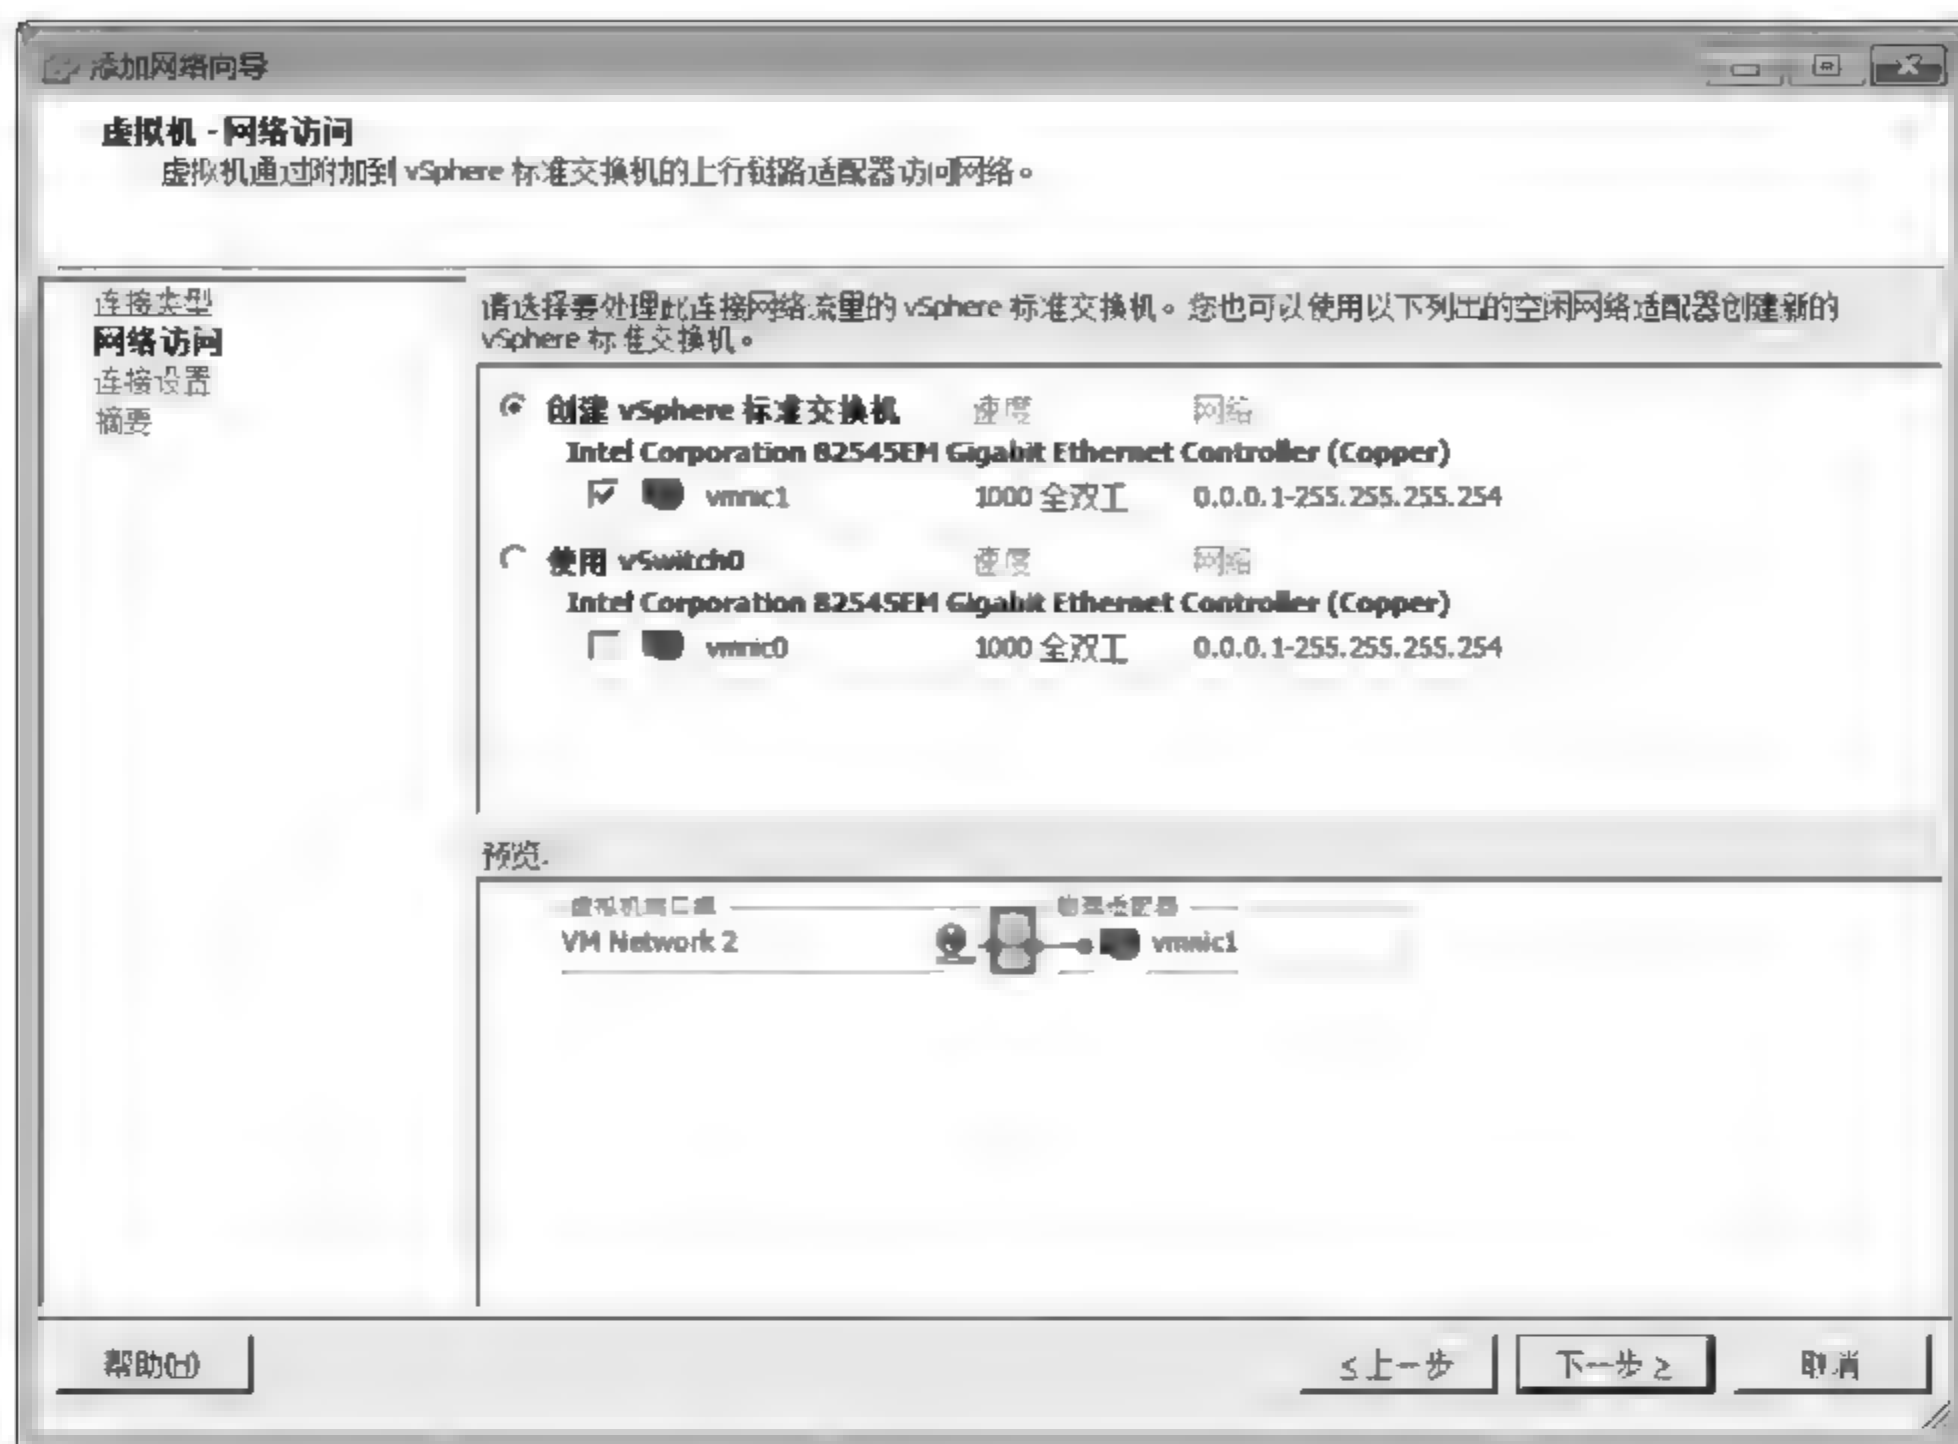 添加网络向导
虚拟机 - 网络访问
虚拟机通过附加到 vSphere 标准交换机的上行链路适配器访问网络。
连接类型
网络访问
连接设置
摘要
请选择要处理此连接网络流量的 vSphere 标准交换机。您也可以使用以下列出的空闲网络适配器创建新的
vSphere 标准交换机。
创建 vSphere 标准交换机 速度 网络
Intel Corporation 82545EM Gigabit Ethernet Controller (Copper)
vmnic1 1000 全双工 0.0.0.1-255.255.255.254
使用 vSwitch0 速度 网络
Intel Corporation 82545EM Gigabit Ethernet Controller (Copper)
vmnic0 1000 全双工 0.0.0.1-255.255.255.254
预览:
虚拟机端口组 物理适配器
VM Network 2 vmnic1
帮助(H) ≤上一步 下一步≥ 取消